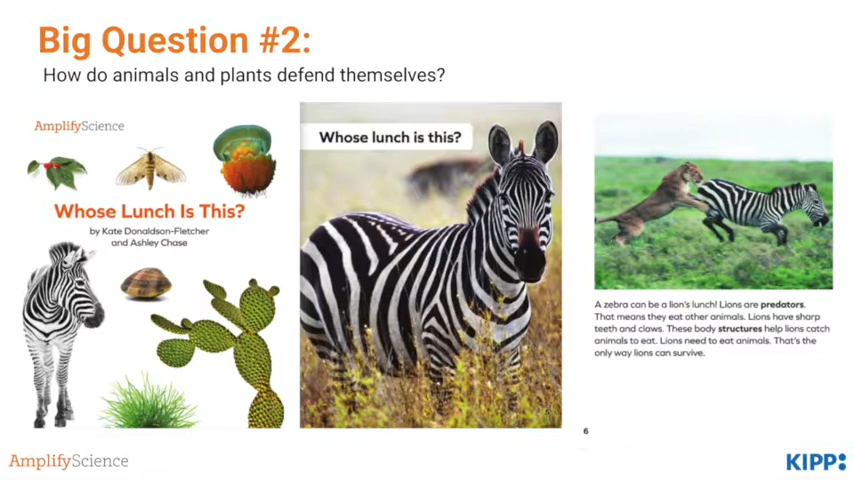 Big Question #2:
How do animals and plants defend themselves?
AmplifyScience
Whose Lunch Is This?
by Kate Donaldson-Fletcher
and Ashley Chase
Whose lunch is this?
A zebra can be a lion's lunch! Lions are predators.
That means they eat other animals. Lions have sharp
teeth and claws. These body structures help lions catch
animals to eat. Lions need to eat animals. That's the
only way lions can survive.
6
AmplifyScience
KIPP: